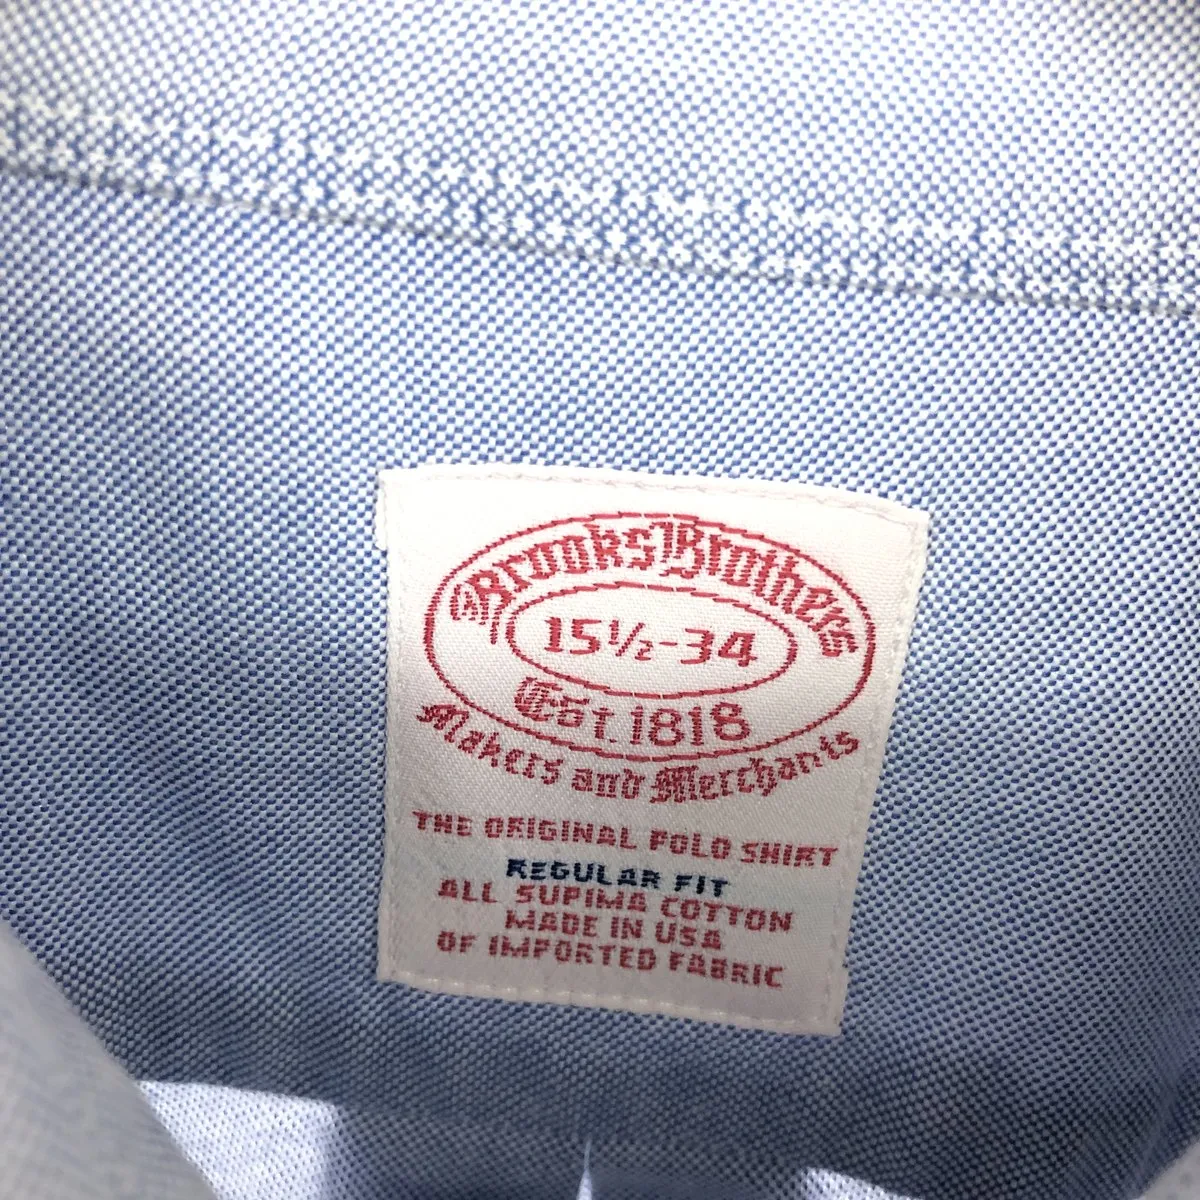 Brooks Brothers
15½-34
Est. 1818
Makers and Merchants
THE ORIGINAL POLO SHIRT
REGULAR FIT
ALL SUPIMA COTTON
MADE IN USA
OF IMPORTED FABRIC